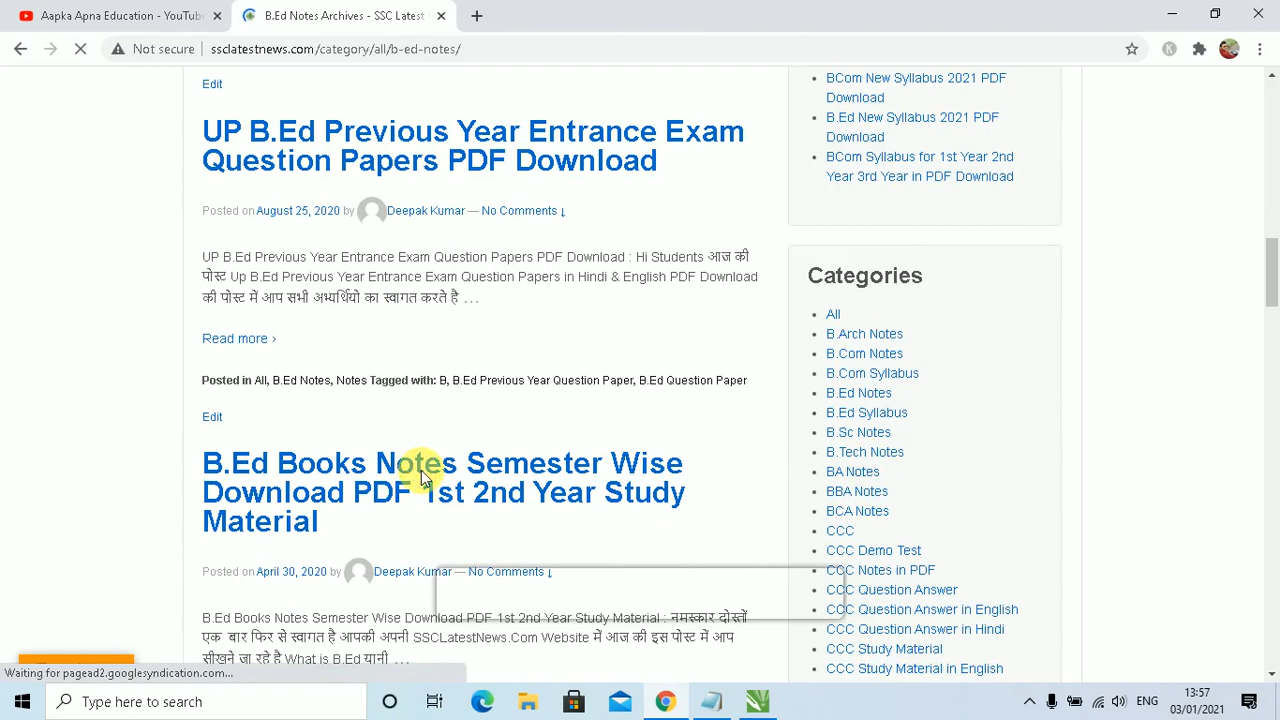 Aapka Apna Education - YouTube
B.Ed Notes Archives - SSC Latest
Not secure
ssclatestnews.com/category/all/b-ed-notes/
K
Edit
UP B.Ed Previous Year Entrance Exam
Question Papers PDF Download
Posted on August 25, 2020 by Deepak Kumar — No Comments ↓
UP B.Ed Previous Year Entrance Exam Question Papers PDF Download : Hi Students आज की
पोस्ट Up B.Ed Previous Year Entrance Exam Question Papers in Hindi & English PDF Download
की पोस्ट में आप सभी अभ्यर्थियो का स्वागत करते है …
Read more ›
Posted in All, B.Ed Notes, Notes Tagged with: B, B.Ed Previous Year Question Paper, B.Ed Question Paper
Edit
B.Ed Books Notes Semester Wise
Download PDF 1st 2nd Year Study
Material
Posted on April 30, 2020 by Deepak Kumar — No Comments ↓
B.Ed Books Notes Semester Wise Download PDF 1st 2nd Year Study Material : नमस्कार दोस्तों
एक बार फिर से स्वागत है आपकी अपनी SSCLatestNews.Com Website में आज की इस पोस्ट में आप
सीखने जा रहे है What is B.Ed यानी …
BCom New Syllabus 2021 PDF
Download
B.Ed New Syllabus 2021 PDF
Download
BCom Syllabus for 1st Year 2nd
Year 3rd Year in PDF Download
Categories
All
B.Arch Notes
B.Com Notes
B.Com Syllabus
B.Ed Notes
B.Ed Syllabus
B.Sc Notes
B.Tech Notes
BA Notes
BBA Notes
BCA Notes
CCC
CCC Demo Test
CCC Notes in PDF
CCC Question Answer
CCC Question Answer in English
CCC Question Answer in Hindi
CCC Study Material
CCC Study Material in English
Waiting for pagead2.googlesyndication.com...
Type here to search
ENG
13:57
03/01/2021